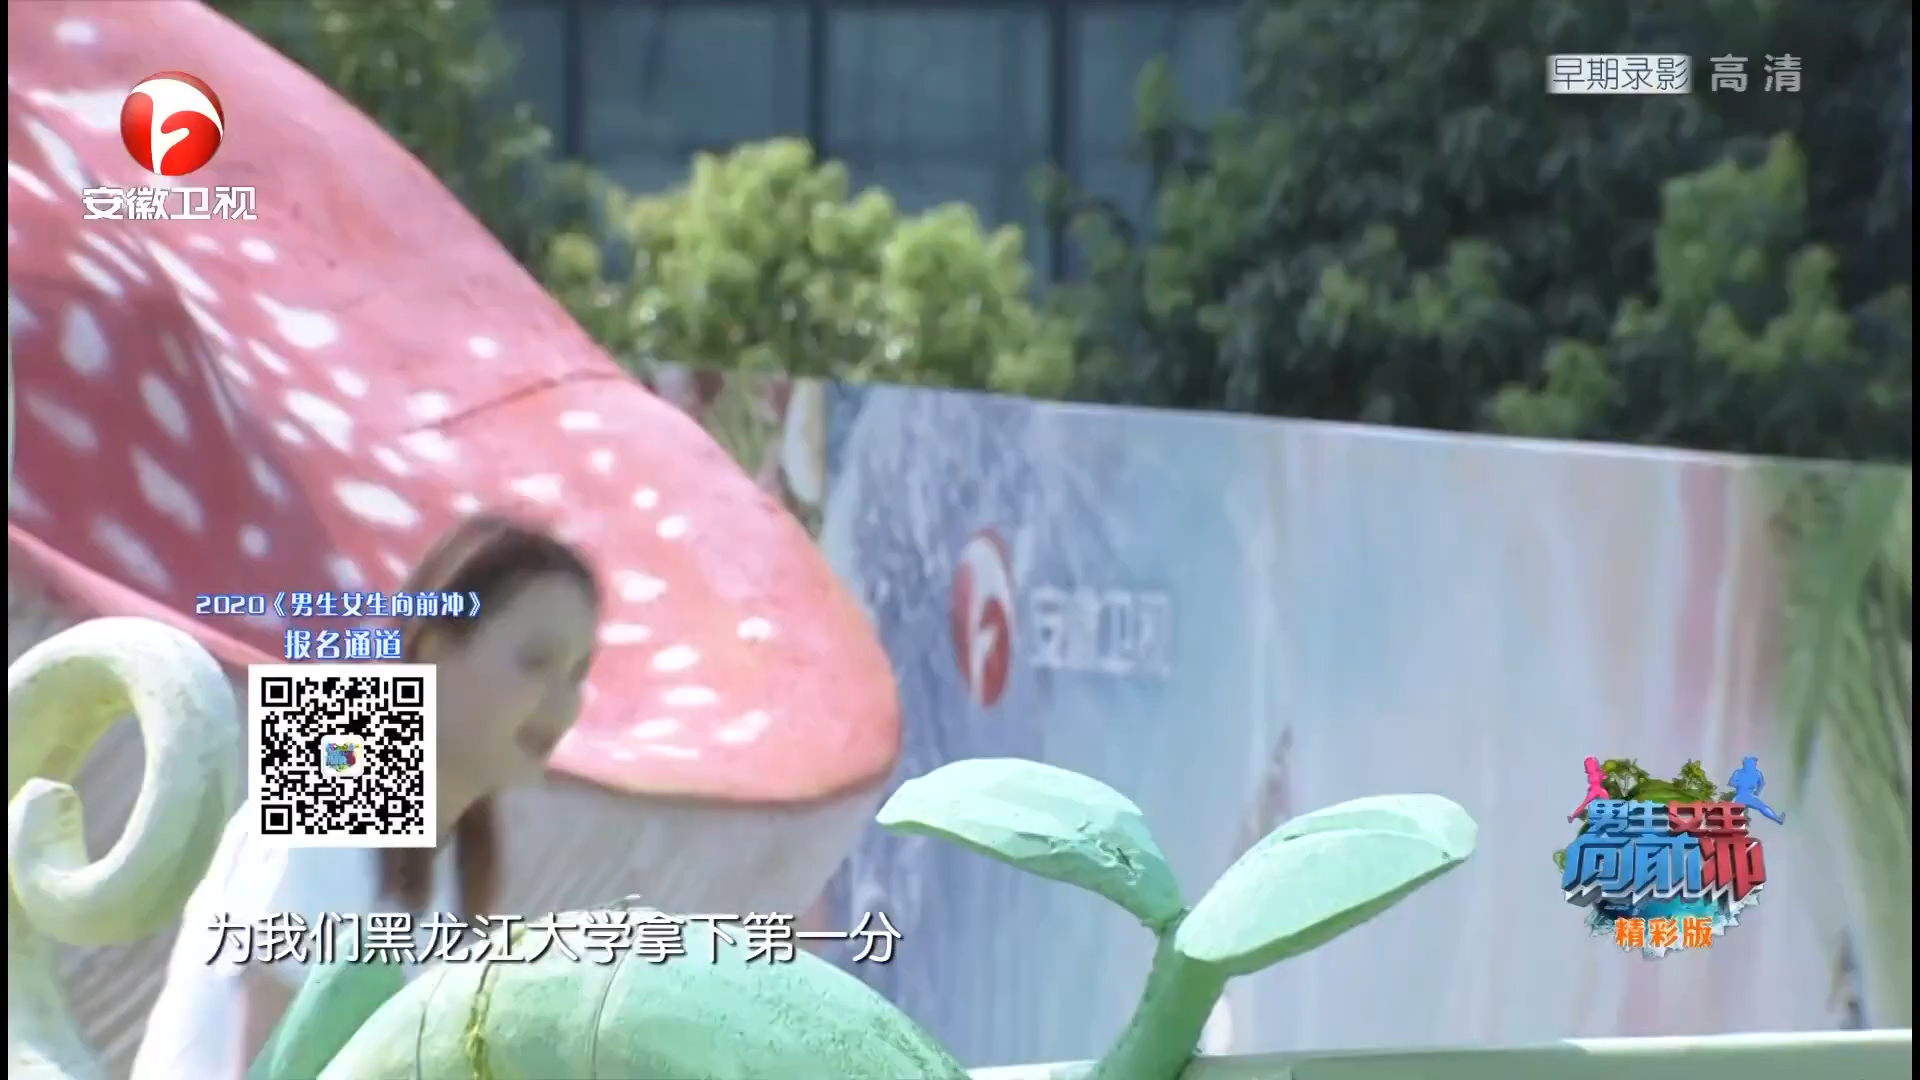 早期录影 高清
安徽卫视
2020《男生女生向前冲》
报名通道
安徽卫视
男生女生
向前冲
精彩版
为我们黑龙江大学拿下第一分